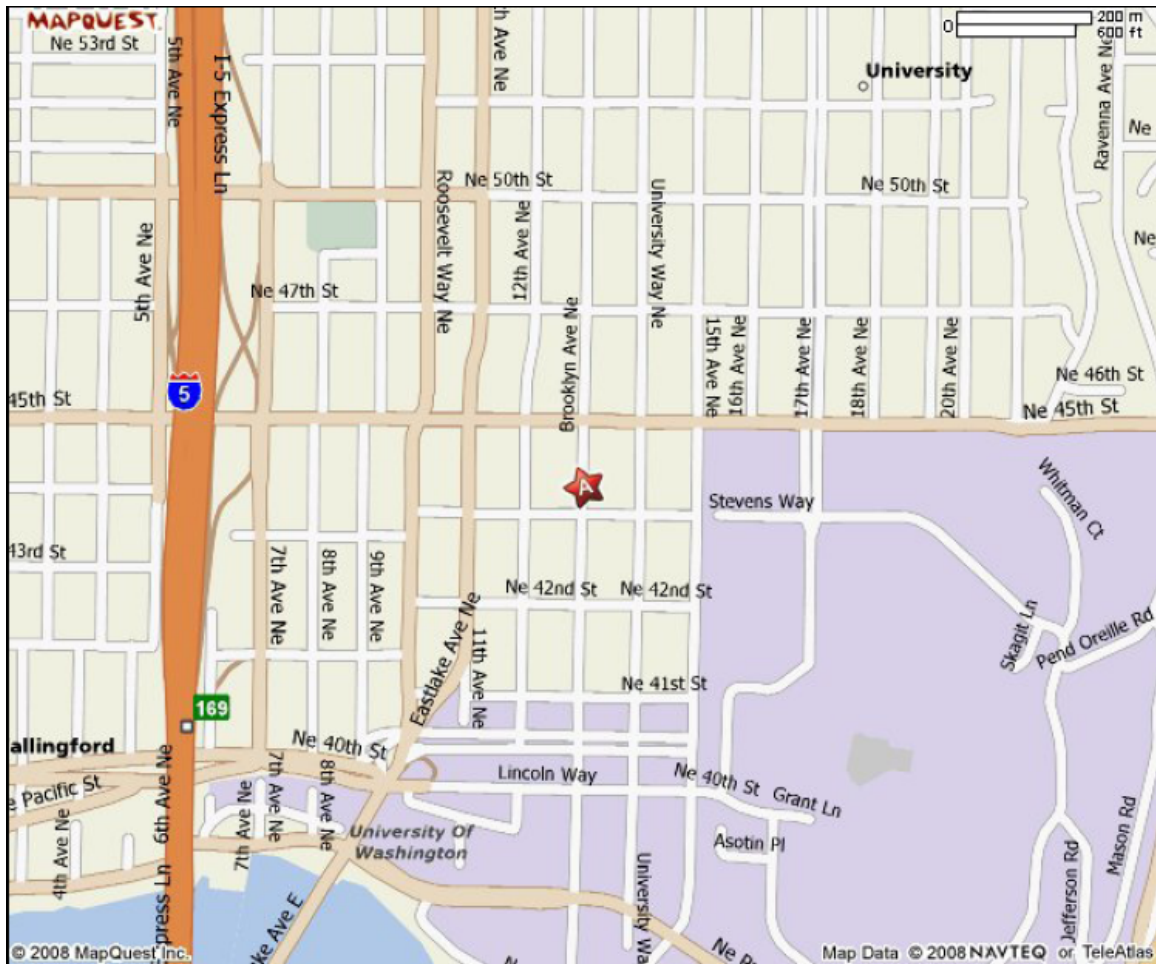 MAPQUEST.
0
200 m
600 ft
Ne 53rd St
5th Ave Ne
I-5 Express Ln
th Ave Ne
University
Ravenna Ave Ne
Ne
Ne 50th St
Ne 50th St
Roosevelt Way Ne
12th Ave Ne
University Way Ne
5th Ave Ne
Ne
Ne 47th St
Brooklyn Ave Ne
15th Ave Ne
16th Ave Ne
17th Ave Ne
18th Ave Ne
20th Ave Ne
Ne 46th St
5
45th St
Ne 45th St
A
Stevens Way
Whitman Ct
43rd St
7th Ave Ne
8th Ave Ne
9th Ave Ne
Ne 42nd St
Ne 42nd St
Eastlake Ave Ne
11th Ave Ne
Skagit Ln
Pend Oreille Rd
Ne 41st St
169
allingford
Ne 40th St
Lincoln Way
Ne 40th St
Grant Ln
e Pacific St
6th Ave Ne
7th Ave Ne
8th Ave Ne
7th Ave Ne
4th Ave Ne
University Of
Washington
Asotin Pl
Mason Rd
Jefferson Rd
University Wa
press Ln
ke Ave E
Ne P
© 2008 MapQuest Inc.
Map Data © 2008 NAVTEQ or TeleAtlas